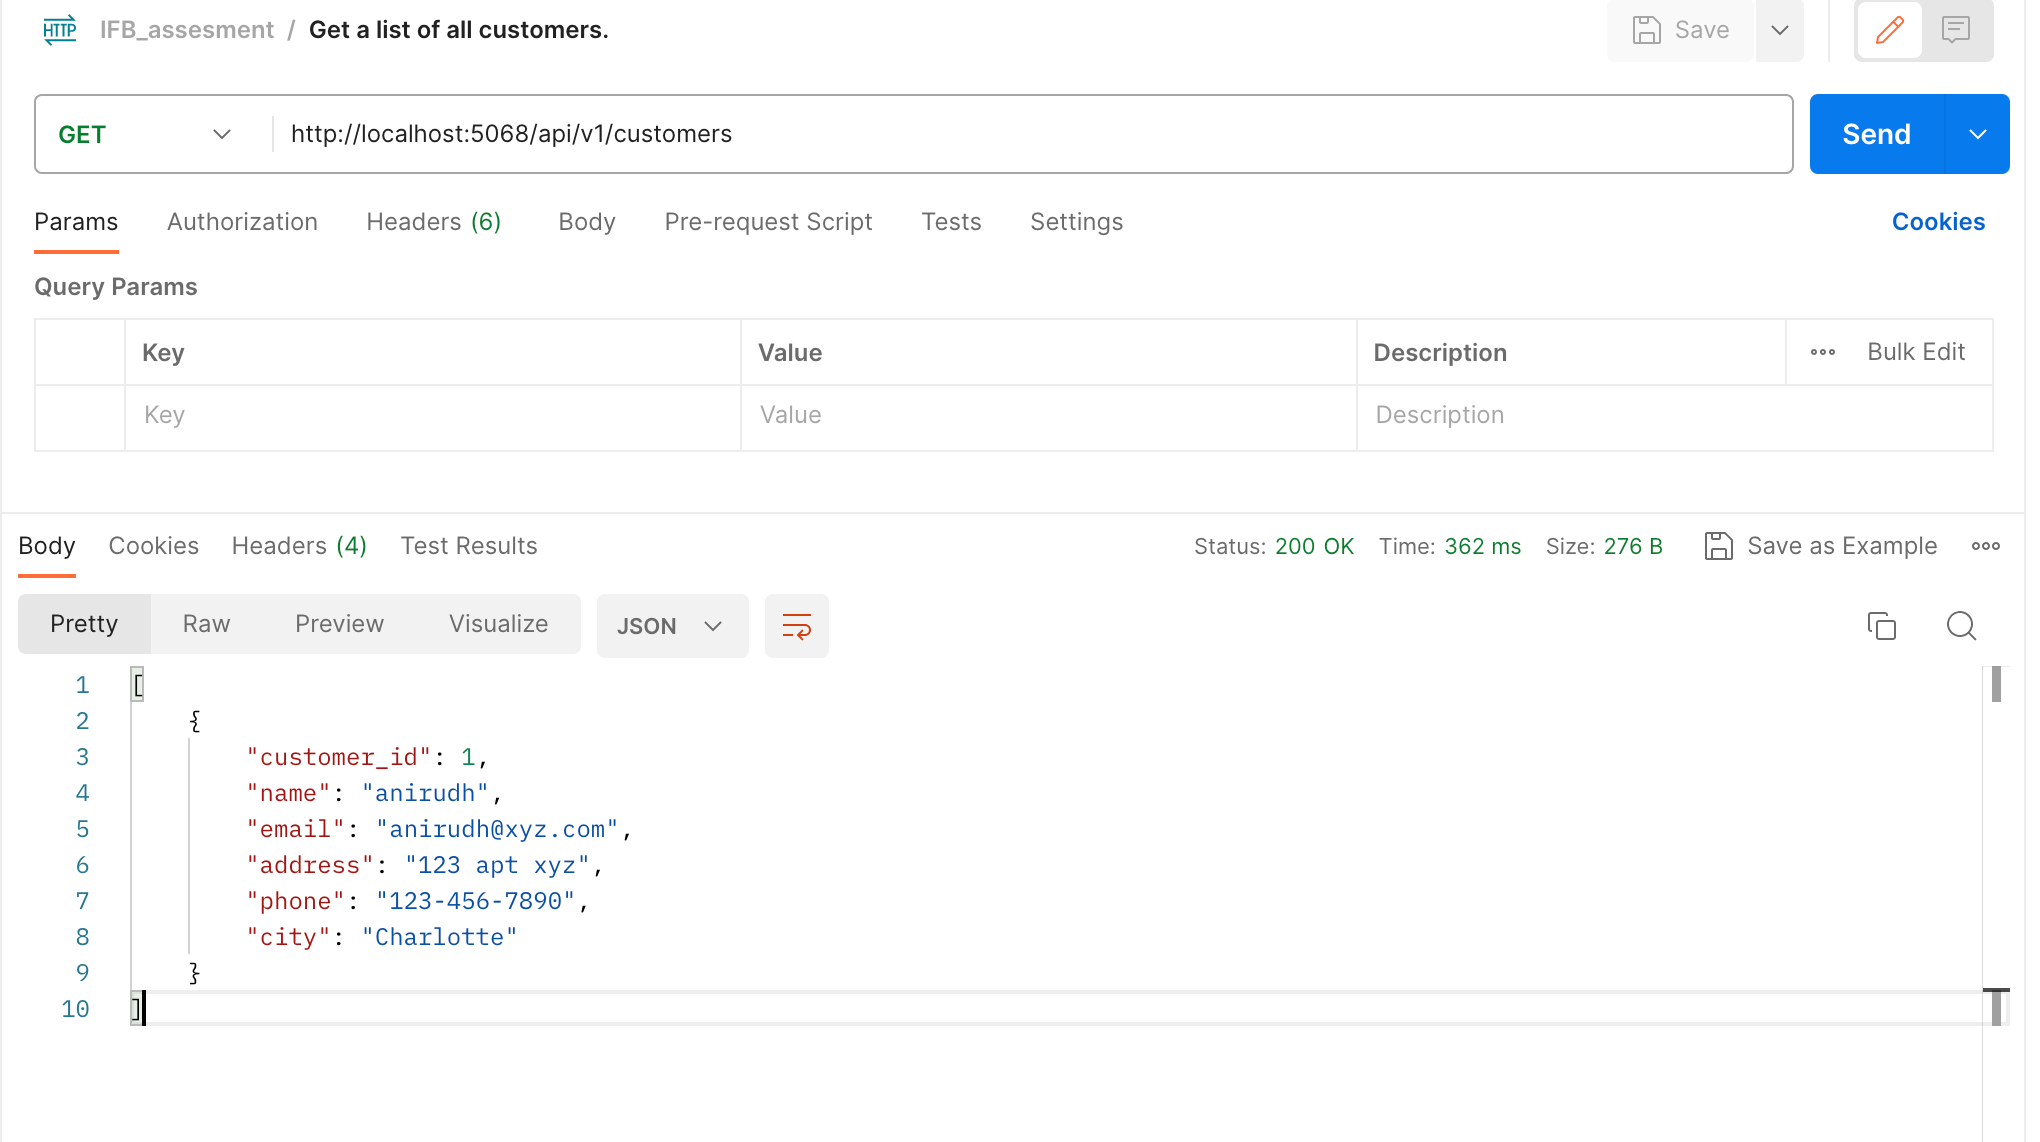 HTTP IFB_assesment / Get a list of all customers. Save
GET http://localhost:5068/api/v1/customers Send
Params Authorization Headers (6) Body Pre-request Script Tests Settings Cookies
Query Params
Key Value Description Bulk Edit
Key Value Description
Body Cookies Headers (4) Test Results Status: 200 OK Time: 362 ms Size: 276 B Save as Example
Pretty Raw Preview Visualize JSON
1 [
2 {
3 "customer_id": 1,
4 "name": "anirudh",
5 "email": "anirudh@xyz.com",
6 "address": "123 apt xyz",
7 "phone": "123-456-7890",
8 "city": "Charlotte"
9 }
10 ]